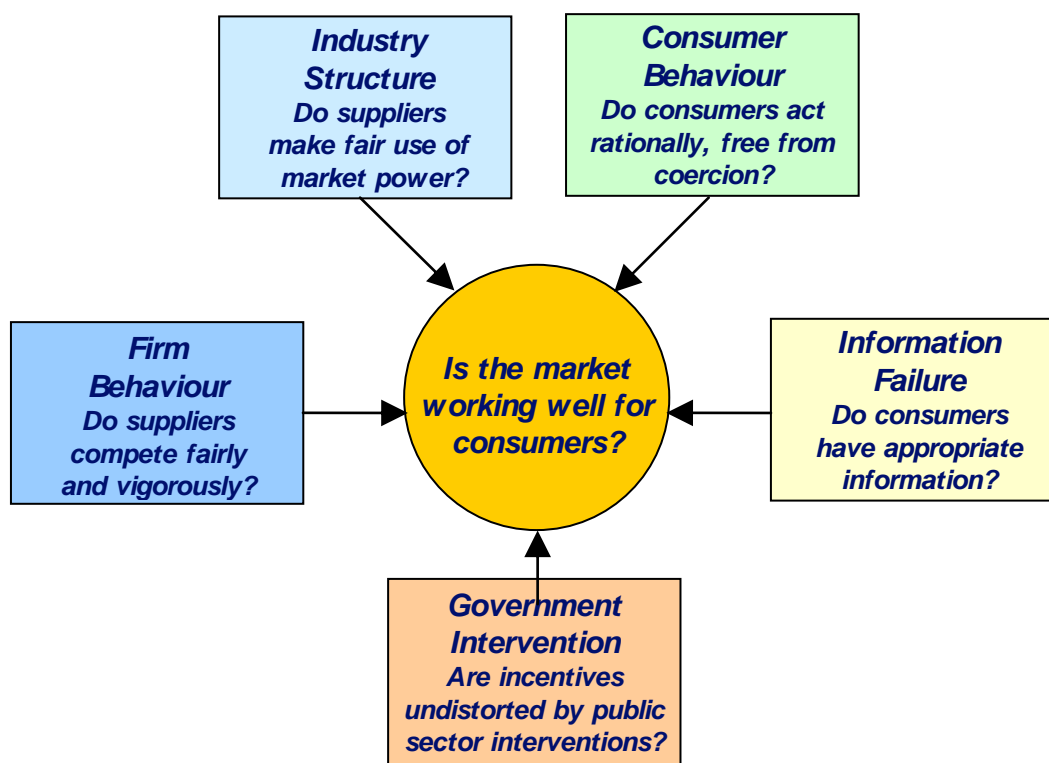 Industry
Structure
Do suppliers
make fair use of
market power?
Consumer
Behaviour
Do consumers act
rationally, free from
coercion?
Firm
Behaviour
Do suppliers
compete fairly
and vigorously?
Is the market
working well for
consumers?
Information
Failure
Do consumers
have appropriate
information?
Government
Intervention
Are incentives
undistorted by public
sector interventions?